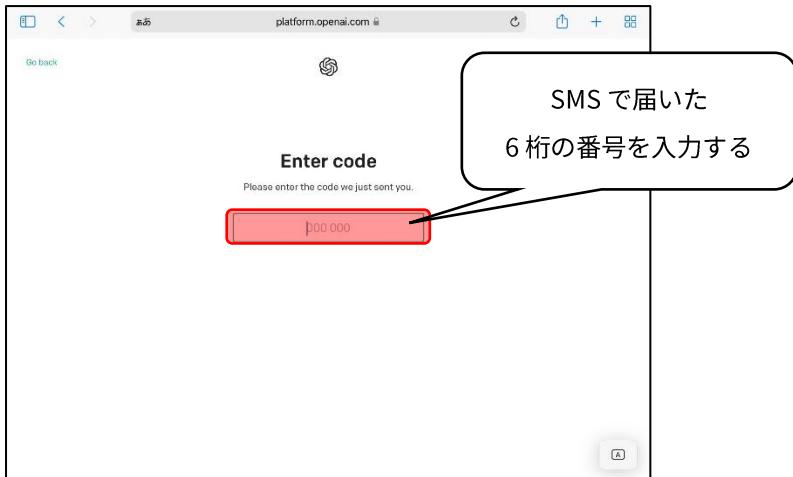 ぁあ platform.openai.com
Go back
SMS で届いた
6 桁の番号を入力する
Enter code
Please enter the code we just sent you.
000 000
A